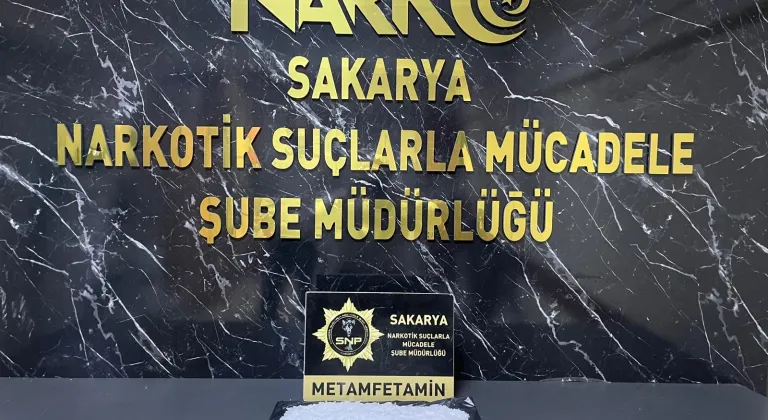 NARKO
SAKARYA
NARKOTİK SUÇLARLA MÜCADELE
ŞUBE MÜDÜRLÜĞÜ
SNP
SAKARYA
NARKOTİK SUÇLARLA
MÜCADELE
ŞUBE MÜDÜRLÜĞÜ
METAMFETAMİN